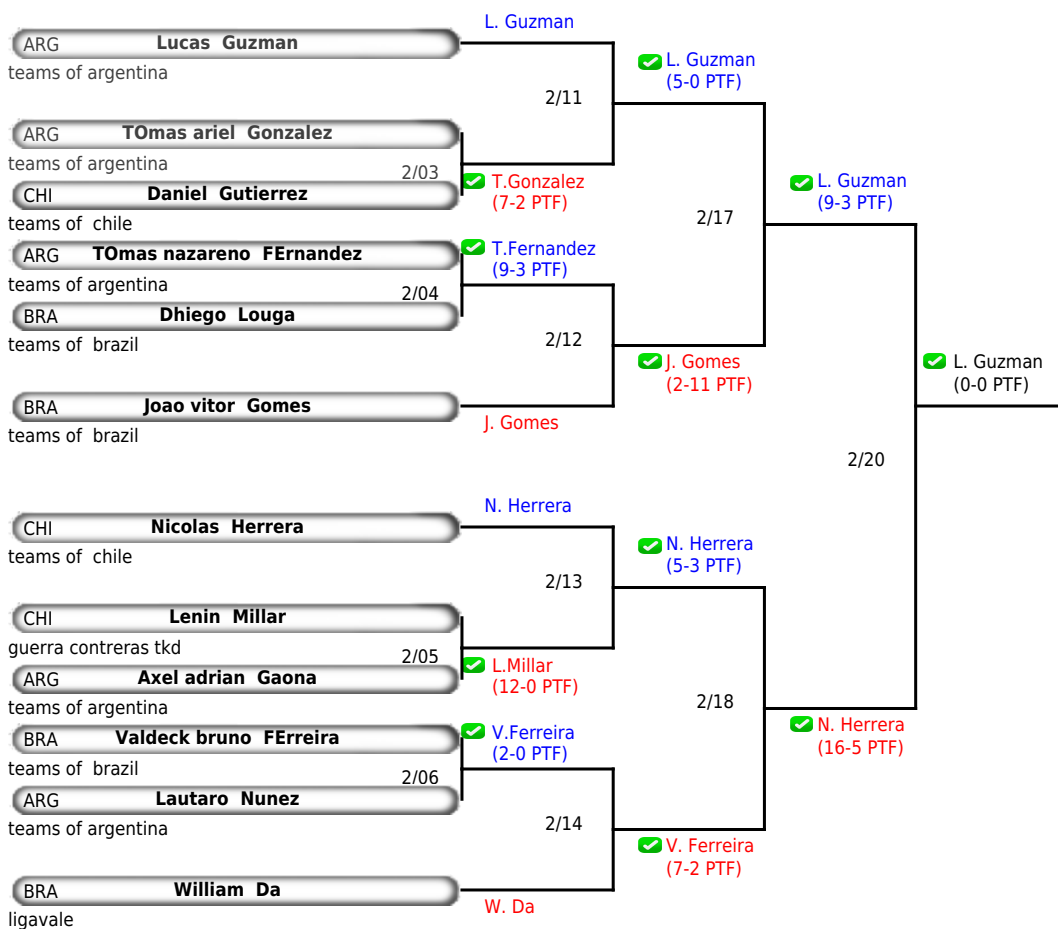 L. Guzman
ARG Lucas Guzman
teams of argentina
L. Guzman
(5-0 PTF)
2/11
ARG TOmas ariel Gonzalez
teams of argentina
2/03
T.Gonzalez
(7-2 PTF)
CHI Daniel Gutierrez
teams of chile
L. Guzman
(9-3 PTF)
2/17
ARG TOmas nazareno FErnandez
teams of argentina
T.Fernandez
(9-3 PTF)
2/04
BRA Dhiego Louga
teams of brazil
2/12
J. Gomes
(2-11 PTF)
L. Guzman
(0-0 PTF)
BRA Joao vitor Gomes
teams of brazil
J. Gomes
2/20
N. Herrera
CHI Nicolas Herrera
teams of chile
N. Herrera
(5-3 PTF)
2/13
CHI Lenin Millar
guerra contreras tkd
2/05
L.Millar
(12-0 PTF)
ARG Axel adrian Gaona
teams of argentina
2/18
N. Herrera
(16-5 PTF)
BRA Valdeck bruno FErreira
teams of brazil
V.Ferreira
(2-0 PTF)
2/06
ARG Lautaro Nunez
teams of argentina
2/14
V. Ferreira
(7-2 PTF)
BRA William Da
ligavale
W. Da